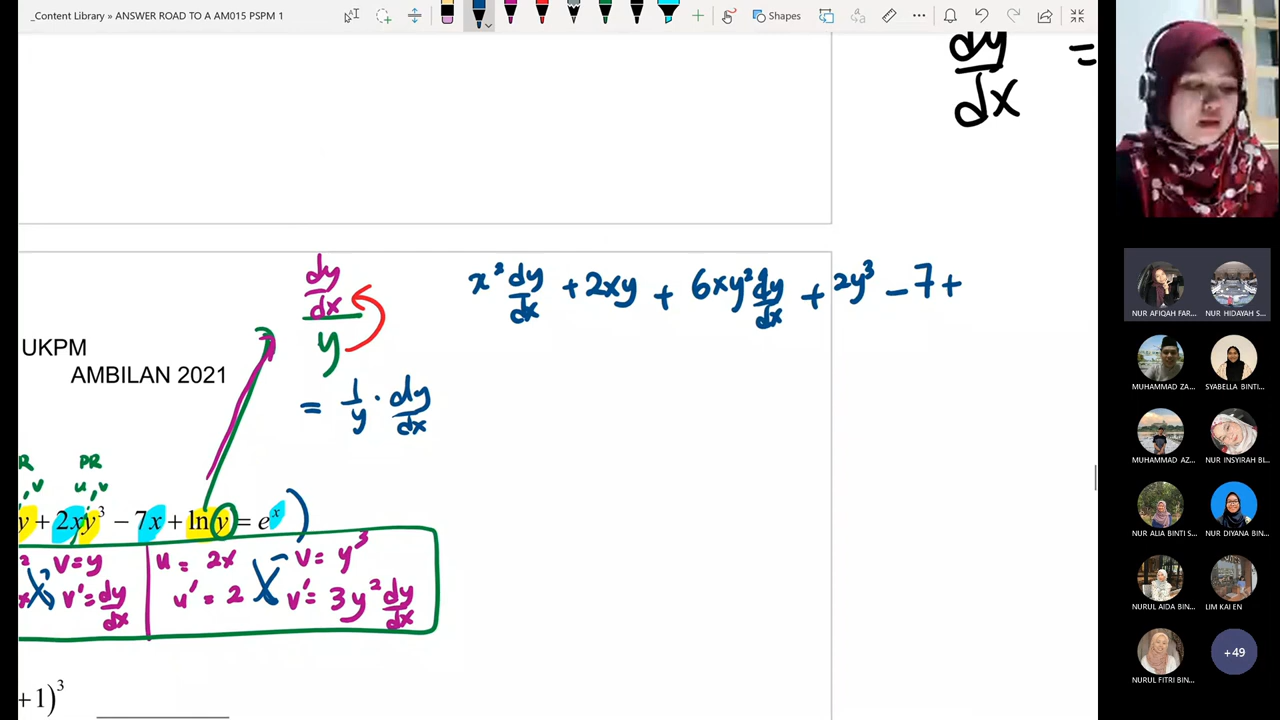 _Content Library » ANSWER ROAD TO A AM015 PSPM 1
Shapes
dy/dx =
dy/dx / y
= 1/y · dy/dx
x² dy/dx + 2xy + 6xy² dy/dx + 2y³ - 7 +
UKPM
AMBILAN 2021
R PR
, v u, v
y + 2xy³ − 7x + ln y = eˣ )
v = y
v' = dy/dx
u = 2x v = y³
u' = 2 v' = 3y² dy/dx
+1)³
NUR AFIQAH FAR...
NUR HIDAYAH S...
MUHAMMAD ZA...
SYABELLA BINTI...
MUHAMMAD AZ...
NUR INSYIRAH BI...
NUR ALIA BINTI S...
NUR DIYANA BIN...
NURUL AIDA BIN...
LIM KAI EN
NURUL FITRI BIN...
+49